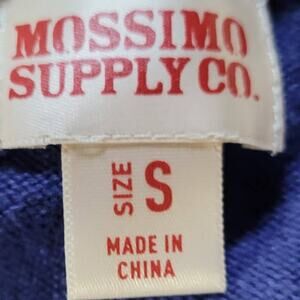 MOSSIMO
SUPPLY CO.
SIZE S
MADE IN
CHINA